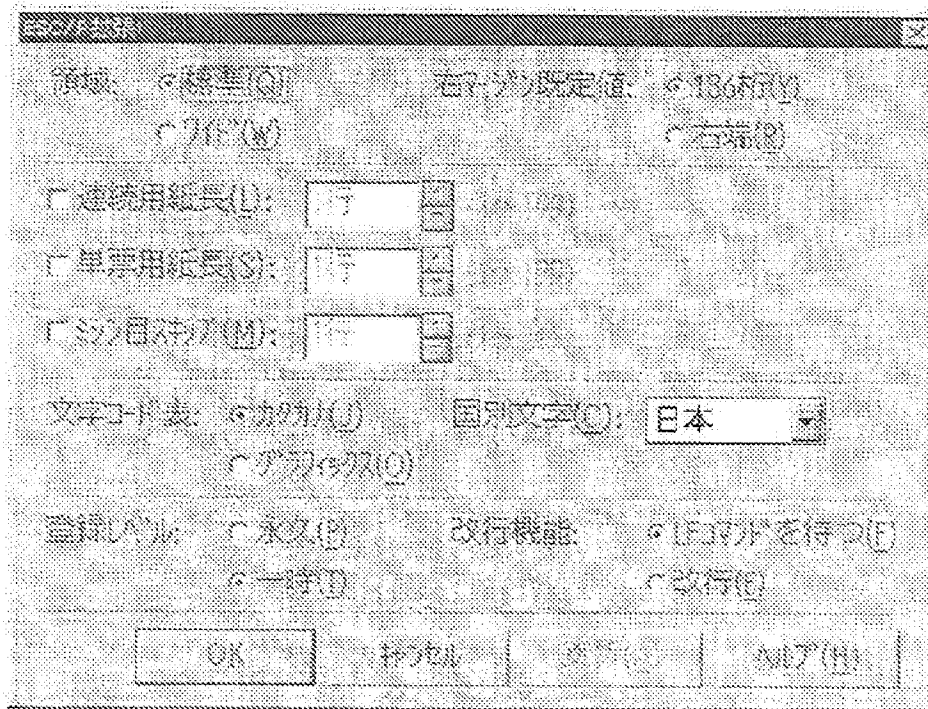 領域: 標準(Q) 右マージン既定値: 136桁(Y)
ワイド(W) 右端(R)
連続用紙長(L): 行
単票用紙長(S): 行
ミシン目スキップ(M): 行
文字コード表: カタカナ(J) 国別文字(C): 日本
グラフィックス(O)
登録レベル: 永久(P) 改行機能: LFコマンドを待つ(F)
一時(T) 改行(E)
OK キャンセル ヘルプ(H)